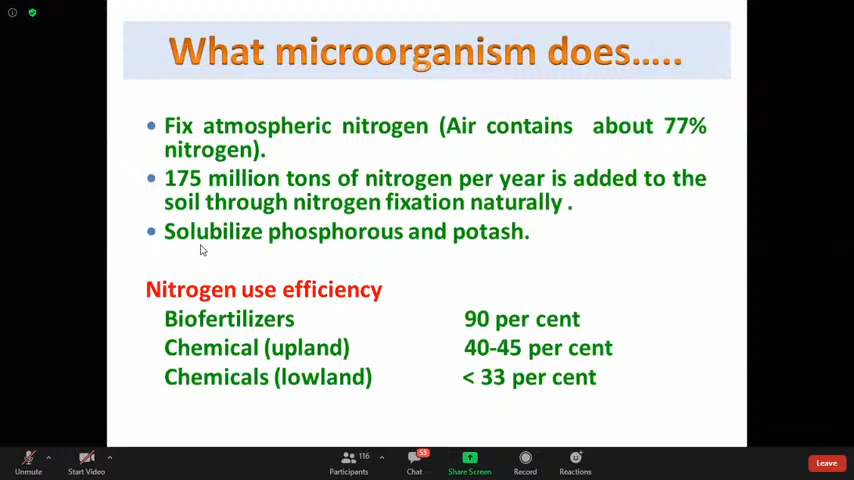 What microorganism does.....
• Fix atmospheric nitrogen (Air contains about 77%
nitrogen).
• 175 million tons of nitrogen per year is added to the
soil through nitrogen fixation naturally .
• Solubilize phosphorous and potash.
Nitrogen use efficiency
Biofertilizers 90 per cent
Chemical (upland) 40-45 per cent
Chemicals (lowland) < 33 per cent
Unmute Start Video 116 Participants 53 Chat Share Screen Record Reactions Leave